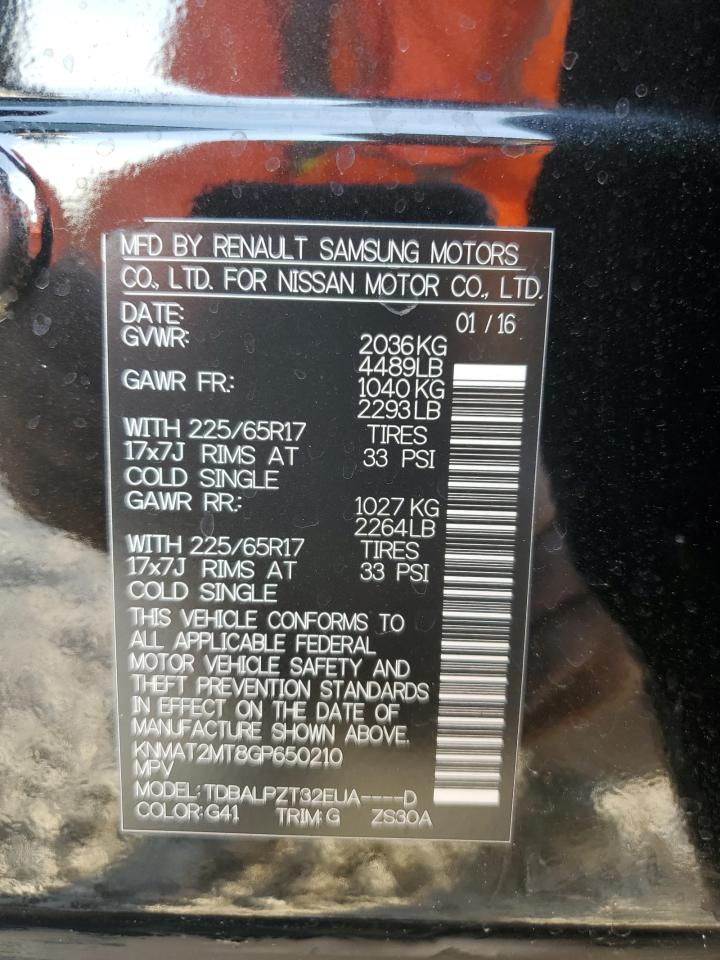 MFD BY RENAULT SAMSUNG MOTORS
CO., LTD. FOR NISSAN MOTOR CO., LTD.
DATE: 01 / 16
GVWR: 2036 KG
4489 LB
GAWR FR.: 1040 KG
2293 LB
WITH 225/65R17 TIRES
17x7J RIMS AT 33 PSI
COLD SINGLE
GAWR RR.: 1027 KG
2264 LB
WITH 225/65R17 TIRES
17x7J RIMS AT 33 PSI
COLD SINGLE
THIS VEHICLE CONFORMS TO
ALL APPLICABLE FEDERAL
MOTOR VEHICLE SAFETY AND
THEFT PREVENTION STANDARDS
IN EFFECT ON THE DATE OF
MANUFACTURE SHOWN ABOVE.
KNMAT2MT8GP650210
MPV
MODEL: TDBALPZT32EUA----D
COLOR: G41 TRIM: G ZS30A